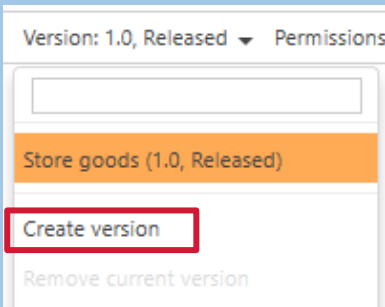 Version: 1.0, Released Permissions
Store goods (1.0, Released)
Create version
Remove current version